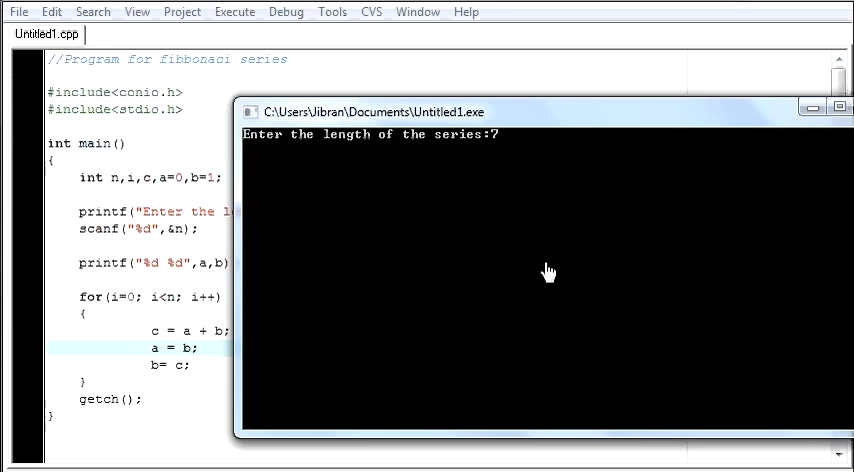 File Edit Search View Project Execute Debug Tools CVS Window Help
Untitled1.cpp
//Program for fibbonaci series
#include<conio.h>
#include<stdio.h>
int main()
{
int n,i,c,a=0,b=1;
printf("Enter the l
scanf("%d",&n);
printf("%d %d",a,b)
for(i=0; i<n; i++)
{
c = a + b;
a = b;
b= c;
}
getch();
}
C:\Users\Jibran\Documents\Untitled1.exe
Enter the length of the series:7